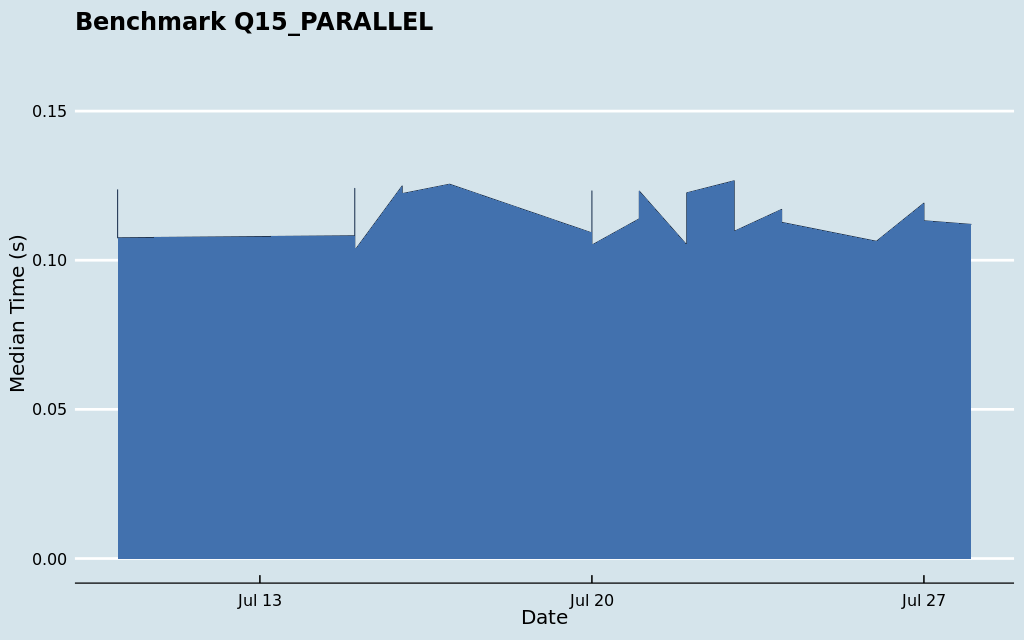 Benchmark Q15_PARALLEL
0.15
0.10
0.05
0.00
Median Time (s)
Jul 13
Jul 20
Jul 27
Date